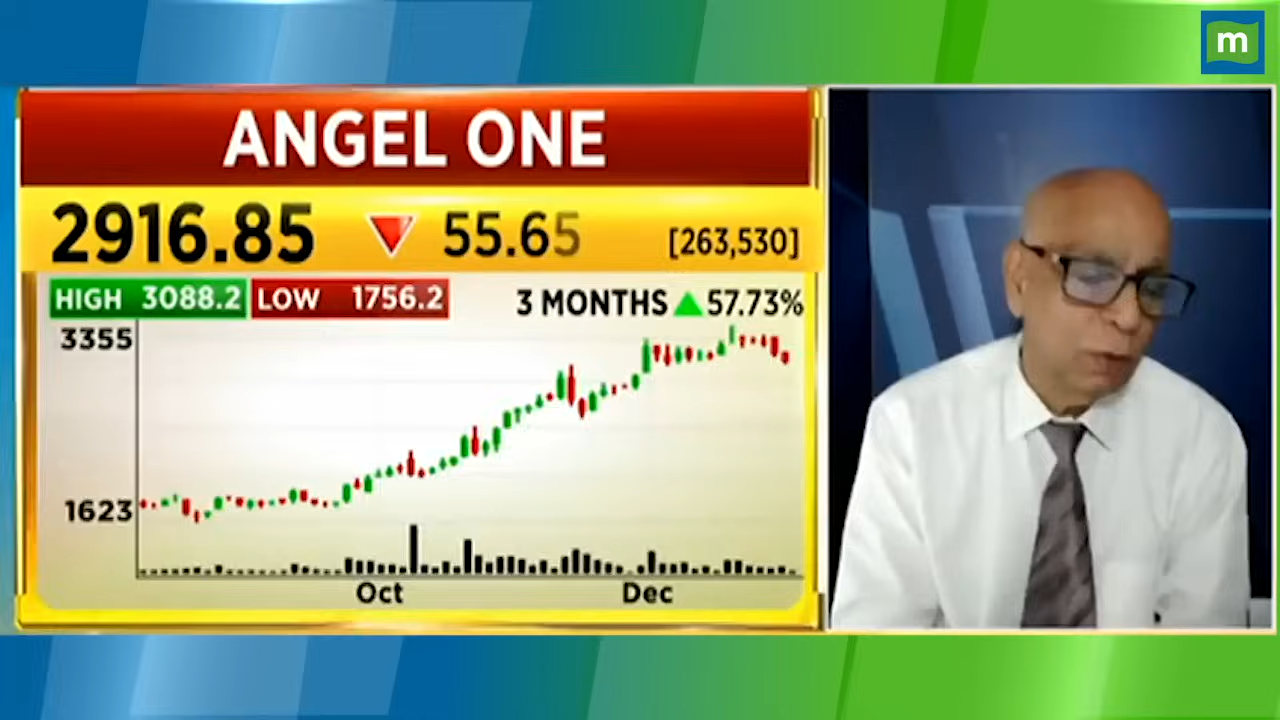 m
ANGEL ONE
2916.85 ▼ 55.65 [263,530]
HIGH 3088.2 LOW 1756.2 3 MONTHS ▲ 57.73%
3355
1623
Oct Dec